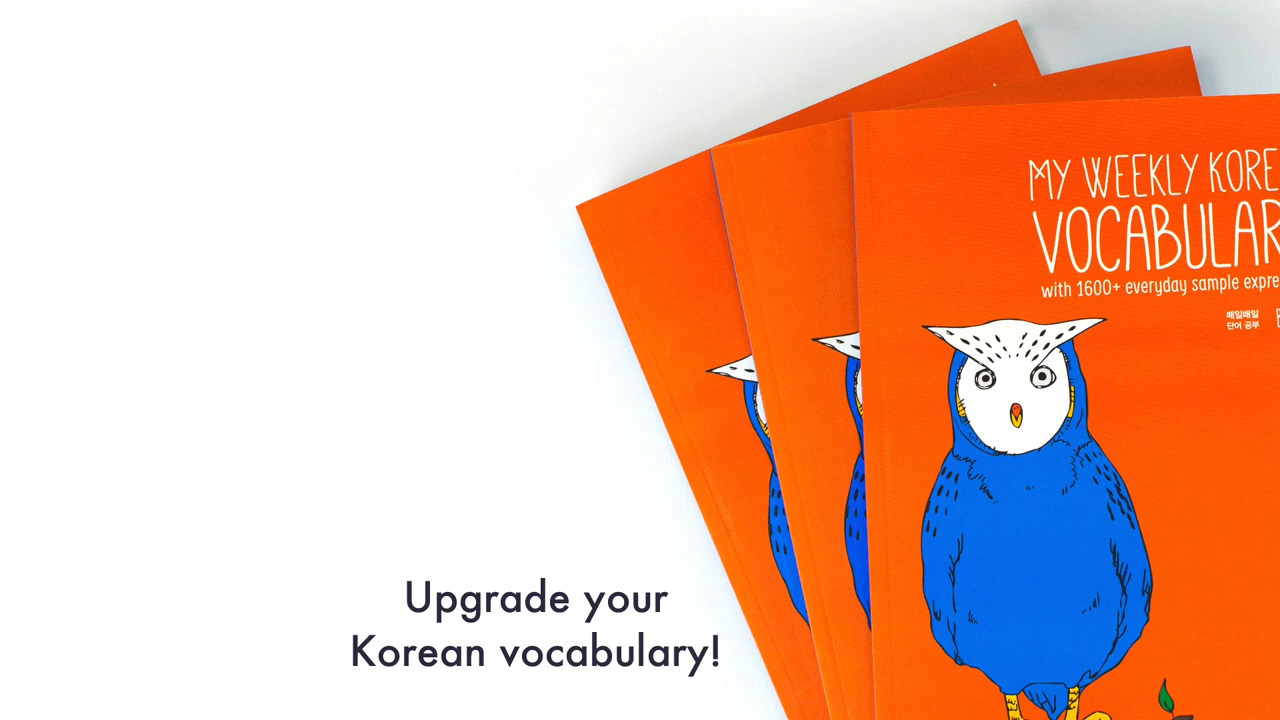 MY WEEKLY KORE
VOCABULAR
with 1600+ everyday sample expre
매일매일
단어 공부
Upgrade your
Korean vocabulary!